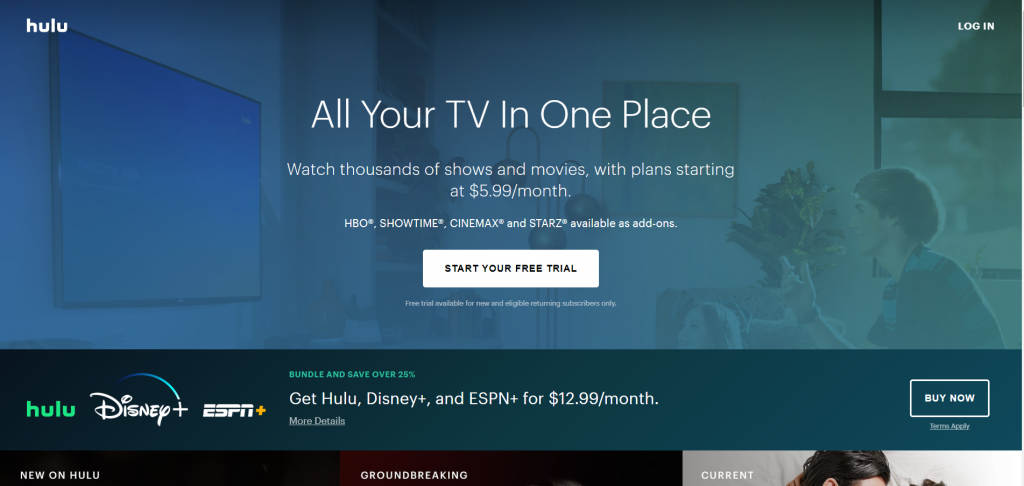 hulu
LOG IN
All Your TV In One Place
Watch thousands of shows and movies, with plans starting
at $5.99/month.
HBO®, SHOWTIME®, CINEMAX® and STARZ® available as add-ons.
START YOUR FREE TRIAL
Free trial available for new and eligible returning subscribers only.
hulu
Disney+
ESPN+
BUNDLE AND SAVE OVER 25%
Get Hulu, Disney+, and ESPN+ for $12.99/month.
More Details
BUY NOW
Terms Apply
NEW ON HULU
GROUNDBREAKING
CURRENT